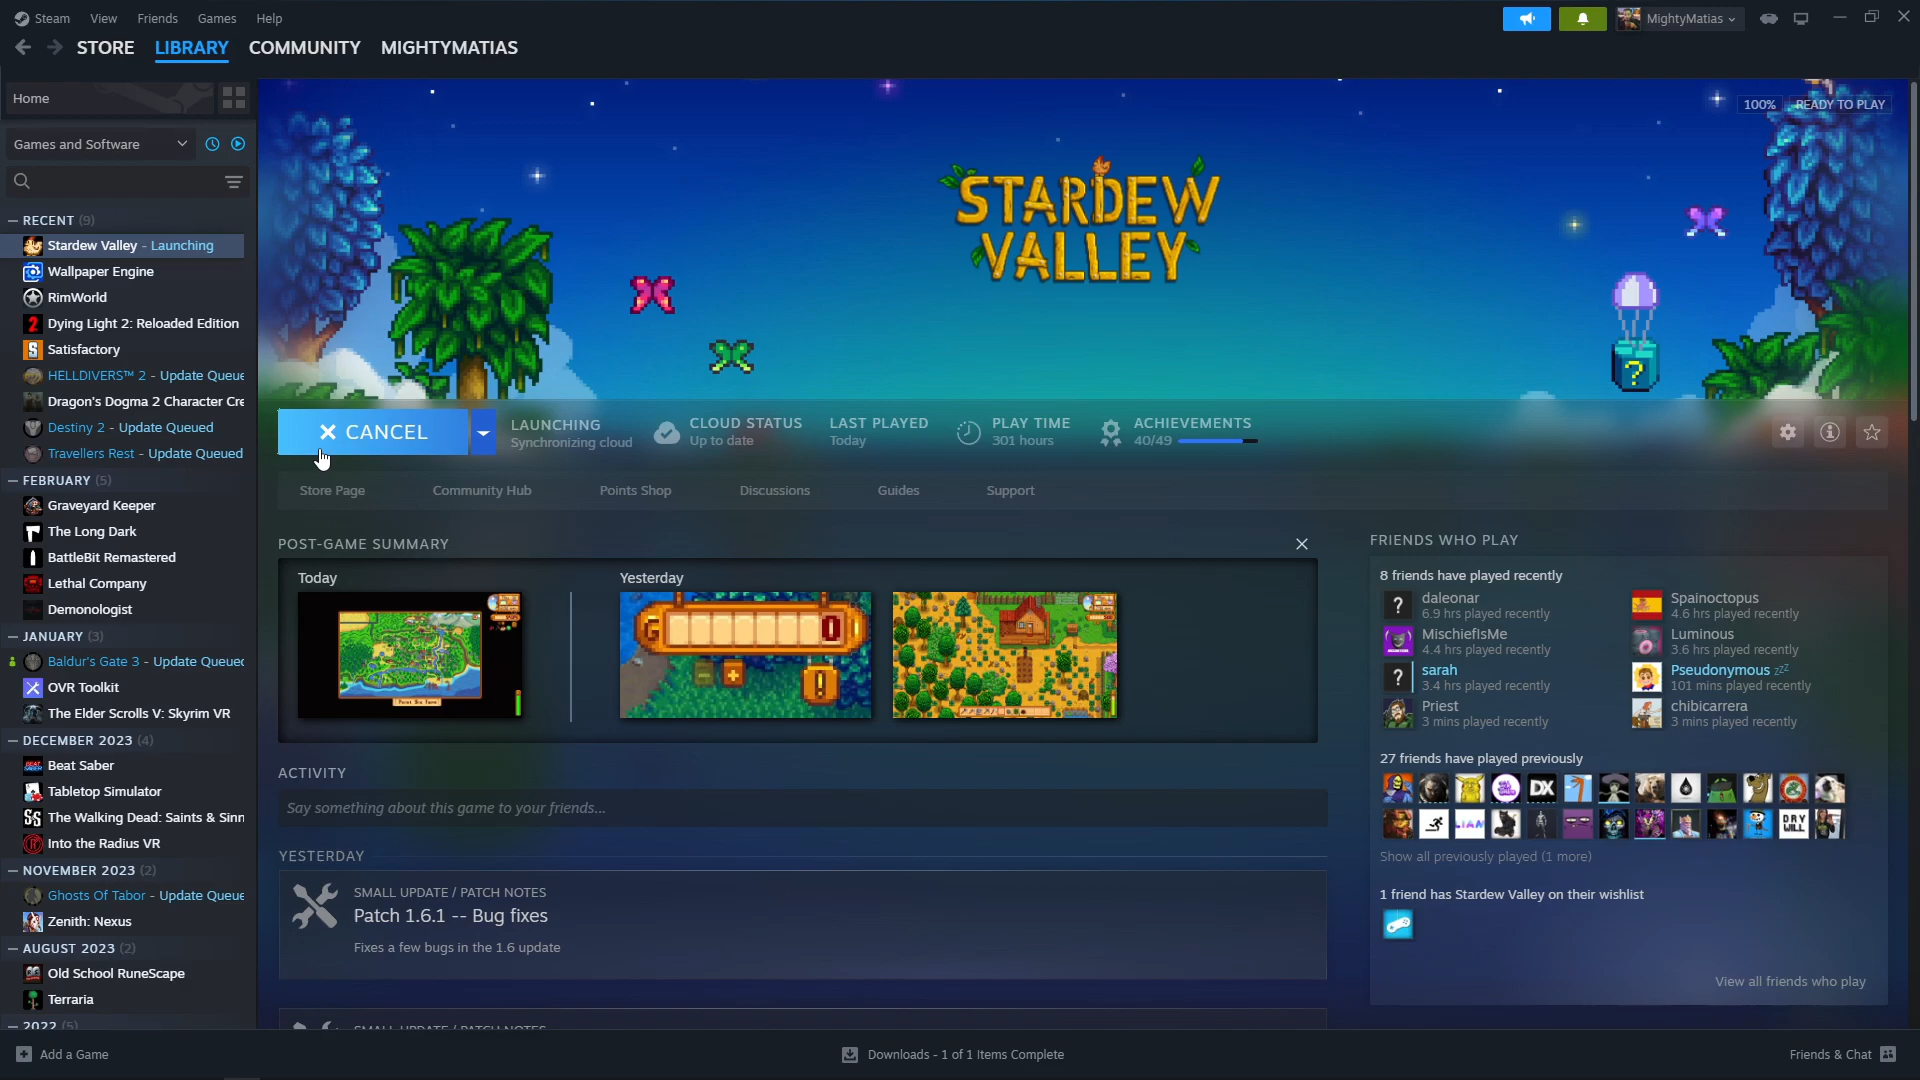 Steam View Friends Games Help
MightyMatias
STORE LIBRARY COMMUNITY MIGHTYMATIAS
Home
Games and Software
RECENT (9)
Stardew Valley - Launching
Wallpaper Engine
RimWorld
Dying Light 2: Reloaded Edition
Satisfactory
HELLDIVERS™ 2 - Update Queue
Dragon's Dogma 2 Character Cre
Destiny 2 - Update Queued
Travellers Rest - Update Queued
FEBRUARY (5)
Graveyard Keeper
The Long Dark
BattleBit Remastered
Lethal Company
Demonologist
JANUARY (3)
Baldur's Gate 3 - Update Queued
OVR Toolkit
The Elder Scrolls V: Skyrim VR
DECEMBER 2023 (4)
Beat Saber
Tabletop Simulator
The Walking Dead: Saints & Sinn
Into the Radius VR
NOVEMBER 2023 (2)
Ghosts Of Tabor - Update Queue
Zenith: Nexus
AUGUST 2023 (2)
Old School RuneScape
Terraria
2022 (5)
100% READY TO PLAY
STARDEW
VALLEY
?
CANCEL
LAUNCHING
Synchronizing cloud
CLOUD STATUS
Up to date
LAST PLAYED
Today
PLAY TIME
301 hours
ACHIEVEMENTS
40/49
Store Page Community Hub Points Shop Discussions Guides Support
POST-GAME SUMMARY
Today
Yesterday
G 0
ACTIVITY
Say something about this game to your friends...
YESTERDAY
SMALL UPDATE / PATCH NOTES
Patch 1.6.1 -- Bug fixes
Fixes a few bugs in the 1.6 update
SMALL UPDATE / PATCH NOTES
FRIENDS WHO PLAY
8 friends have played recently
daleonar
6.9 hrs played recently
Spainoctopus
4.6 hrs played recently
MischiefIsMe
4.4 hrs played recently
Luminous
3.6 hrs played recently
sarah
3.4 hrs played recently
Pseudonymous zzZ
101 mins played recently
Priest
3 mins played recently
chibicarrera
3 mins played recently
27 friends have played previously
DX
LIAN
DRY
WILL
Show all previously played (1 more)
1 friend has Stardew Valley on their wishlist
View all friends who play
Add a Game
Downloads - 1 of 1 Items Complete
Friends & Chat